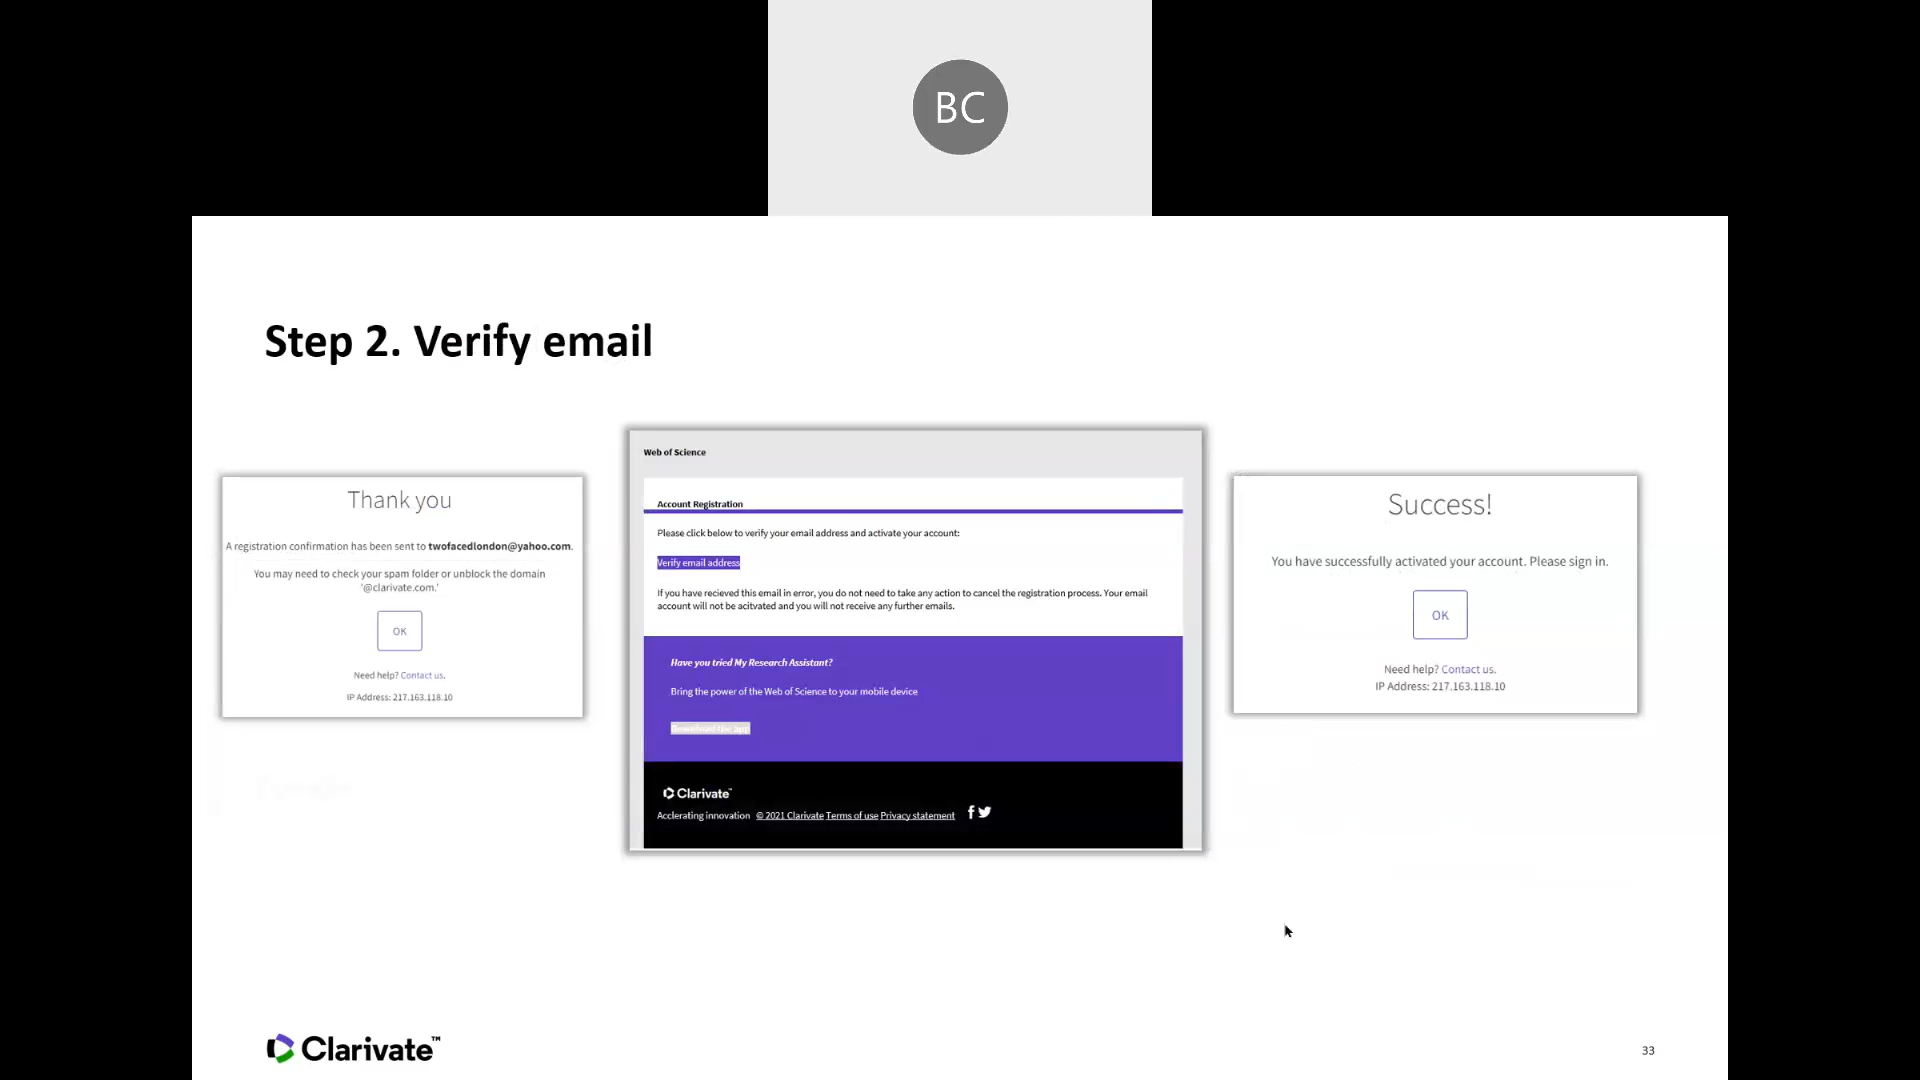 BC
Step 2. Verify email
Thank you
A registration confirmation has been sent to twofacedlondon@yahoo.com.
You may need to check your spam folder or unblock the domain
'@clarivate.com.'
OK
Need help? Contact us.
IP Address: 217.163.118.10
Web of Science
Account Registration
Please click below to verify your email address and activate your account:
Verify email address
If you have recieved this email in error, you do not need to take any action to cancel the registration process. Your email
account will not be acitvated and you will not receive any further emails.
Have you tried My Research Assistant?
Bring the power of the Web of Science to your mobile device
Download the app
Clarivate™
Acclerating innovation © 2021 Clarivate Terms of use Privacy statement
Success!
You have successfully activated your account. Please sign in.
OK
Need help? Contact us.
IP Address: 217.163.118.10
Clarivate™
33